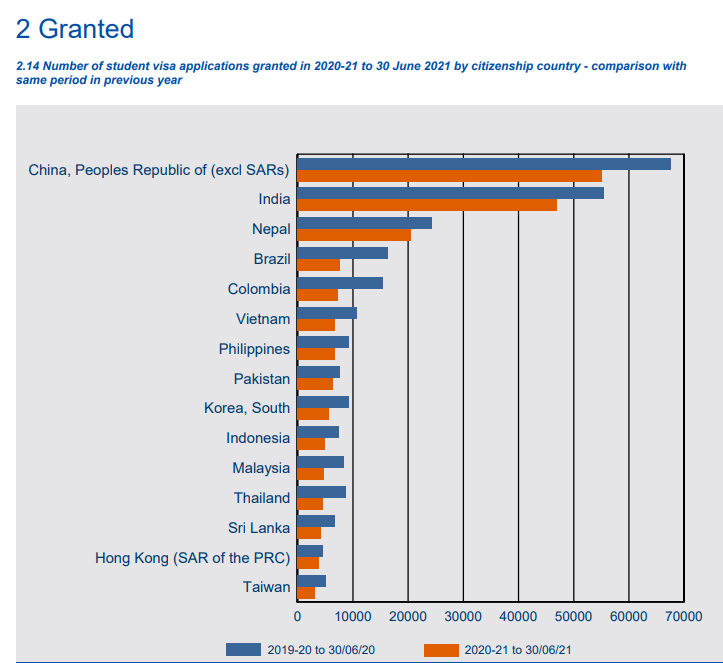 2 Granted
2.14 Number of student visa applications granted in 2020-21 to 30 June 2021 by citizenship country - comparison with
same period in previous year
China, Peoples Republic of (excl SARs)
India
Nepal
Brazil
Colombia
Vietnam
Philippines
Pakistan
Korea, South
Indonesia
Malaysia
Thailand
Sri Lanka
Hong Kong (SAR of the PRC)
Taiwan
0 10000 20000 30000 40000 50000 60000 70000
2019-20 to 30/06/20 2020-21 to 30/06/21